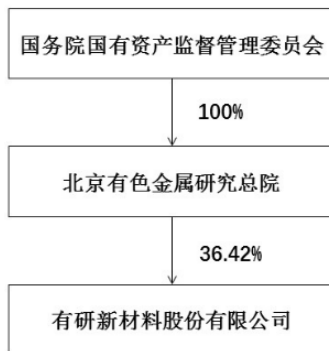 国务院国有资产监督管理委员会
100%
北京有色金属研究总院
36.42%
有研新材料股份有限公司